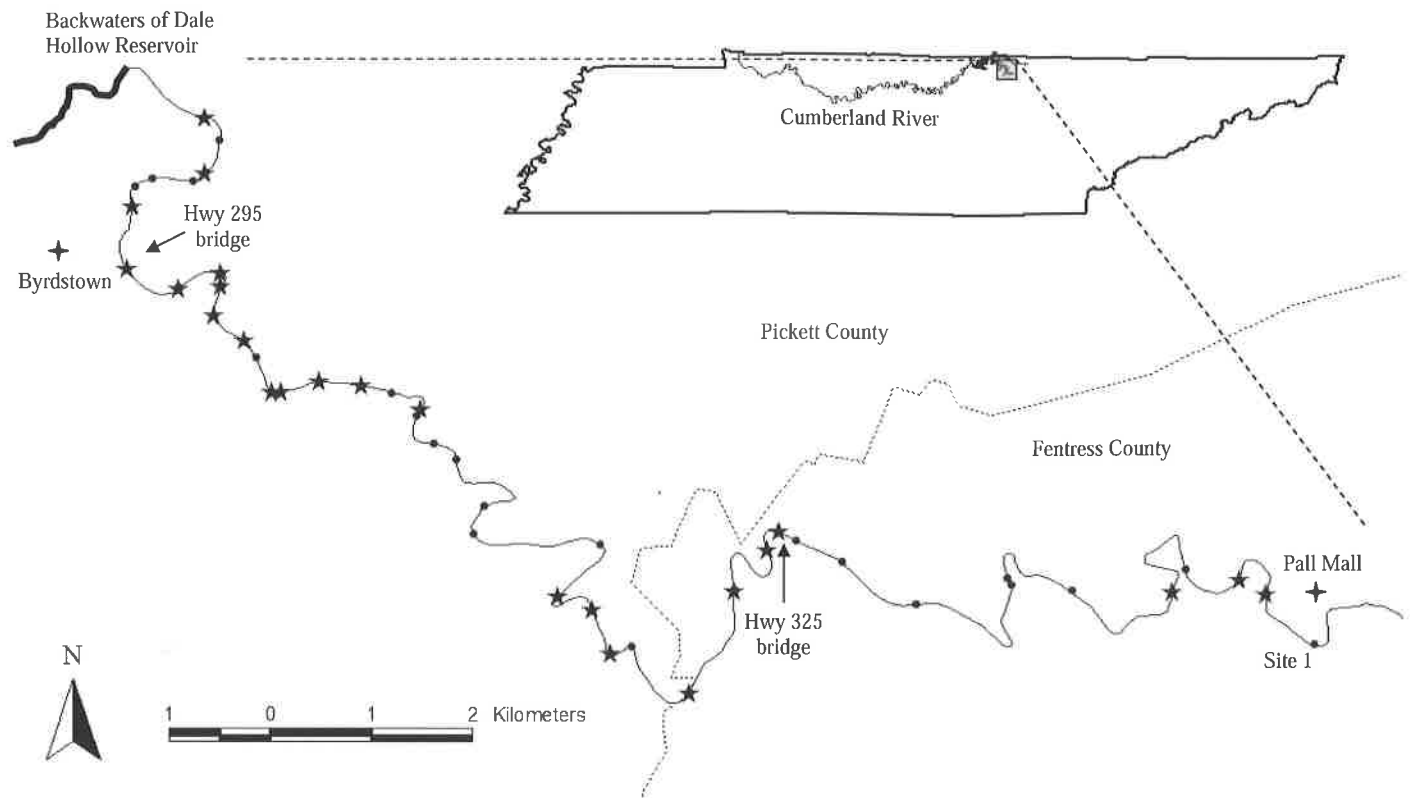 Backwaters of Dale
Hollow Reservoir
Cumberland River
Hwy 295
bridge
Byrdstown
Pickett County
Fentress County
Pall Mall
Hwy 325
bridge
Site 1
N
1 0 1 2 Kilometers